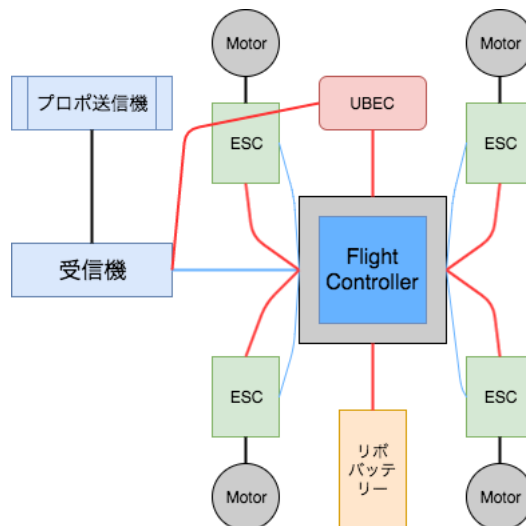 Motor
Motor
プロポ送信機
UBEC
ESC
ESC
受信機
Flight
Controller
ESC
ESC
リポ
バッテ
リー
Motor
Motor